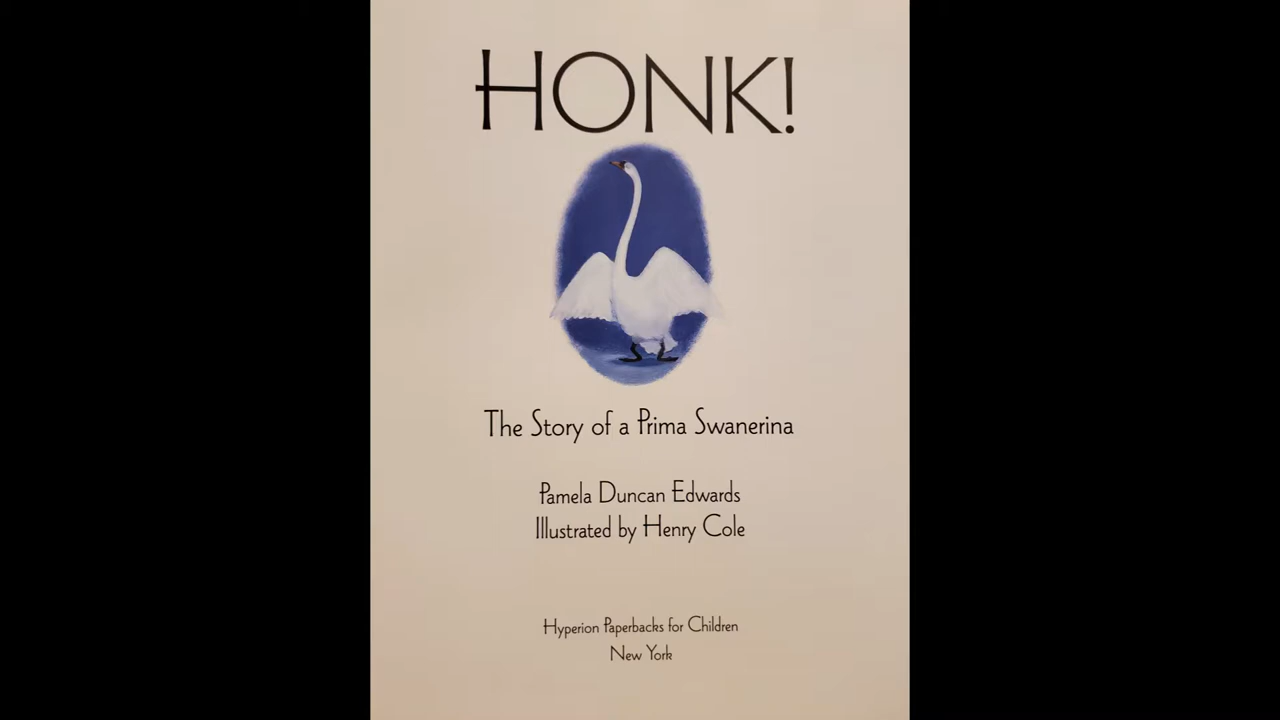 HONK!
The Story of a Prima Swanerina
Pamela Duncan Edwards
Illustrated by Henry Cole
Hyperion Paperbacks for Children
New York